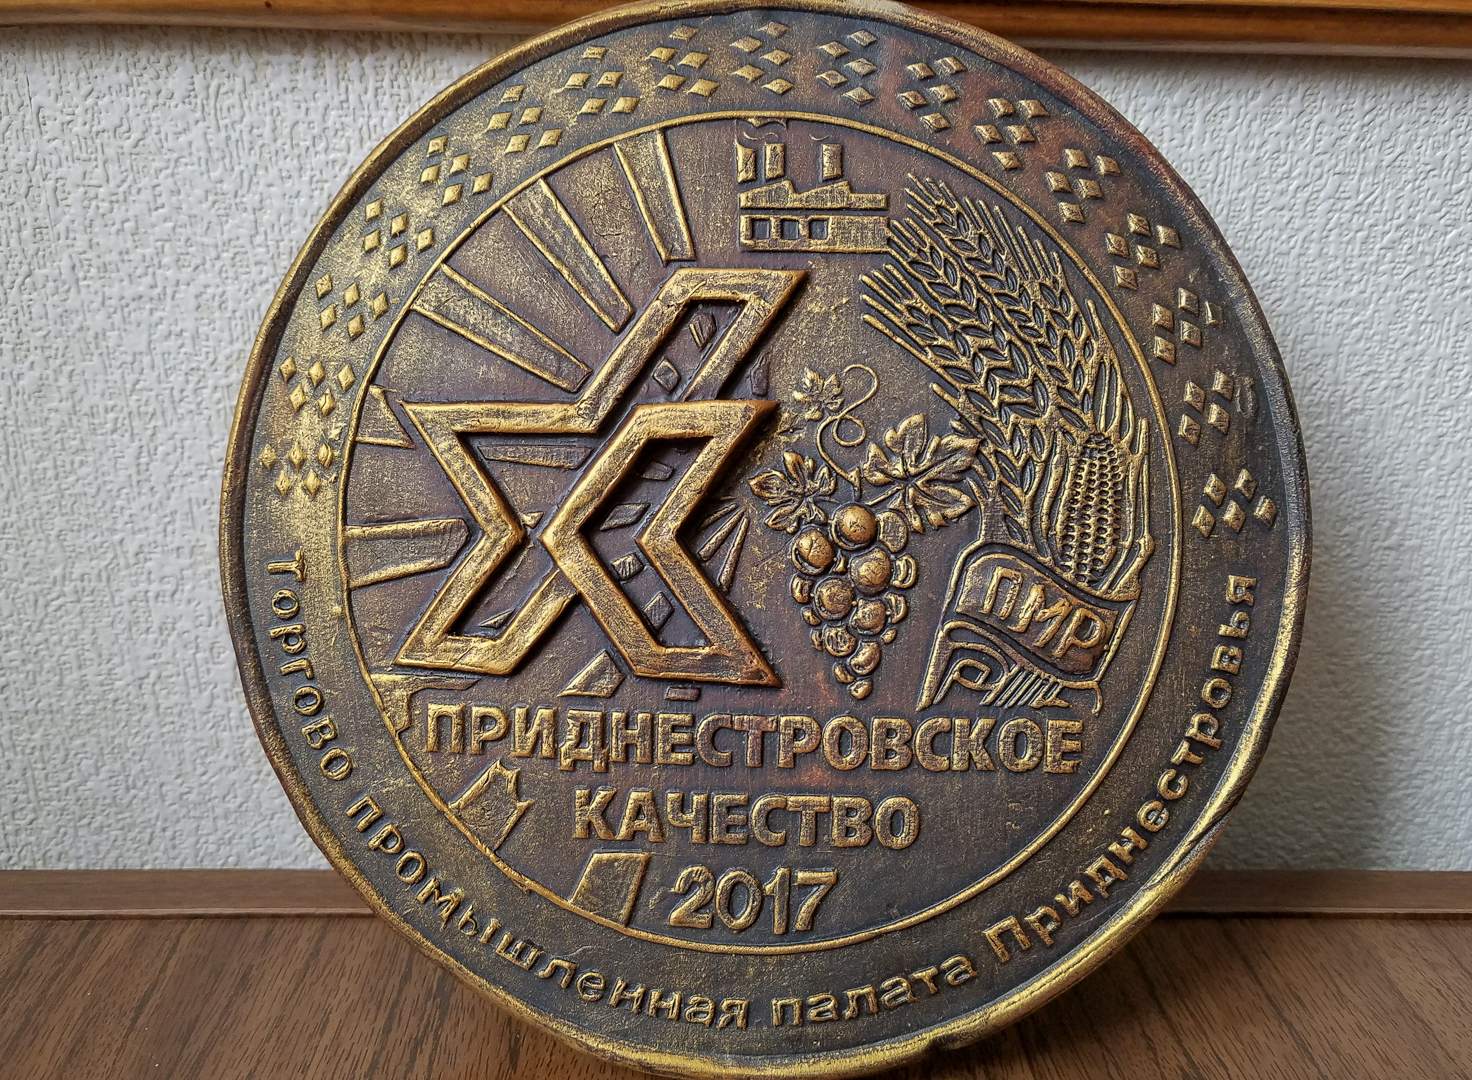 ПМР
ПРИДНЕСТРОВСКОЕ
КАЧЕСТВО
2017
Торгово промышленная палата Приднестровья